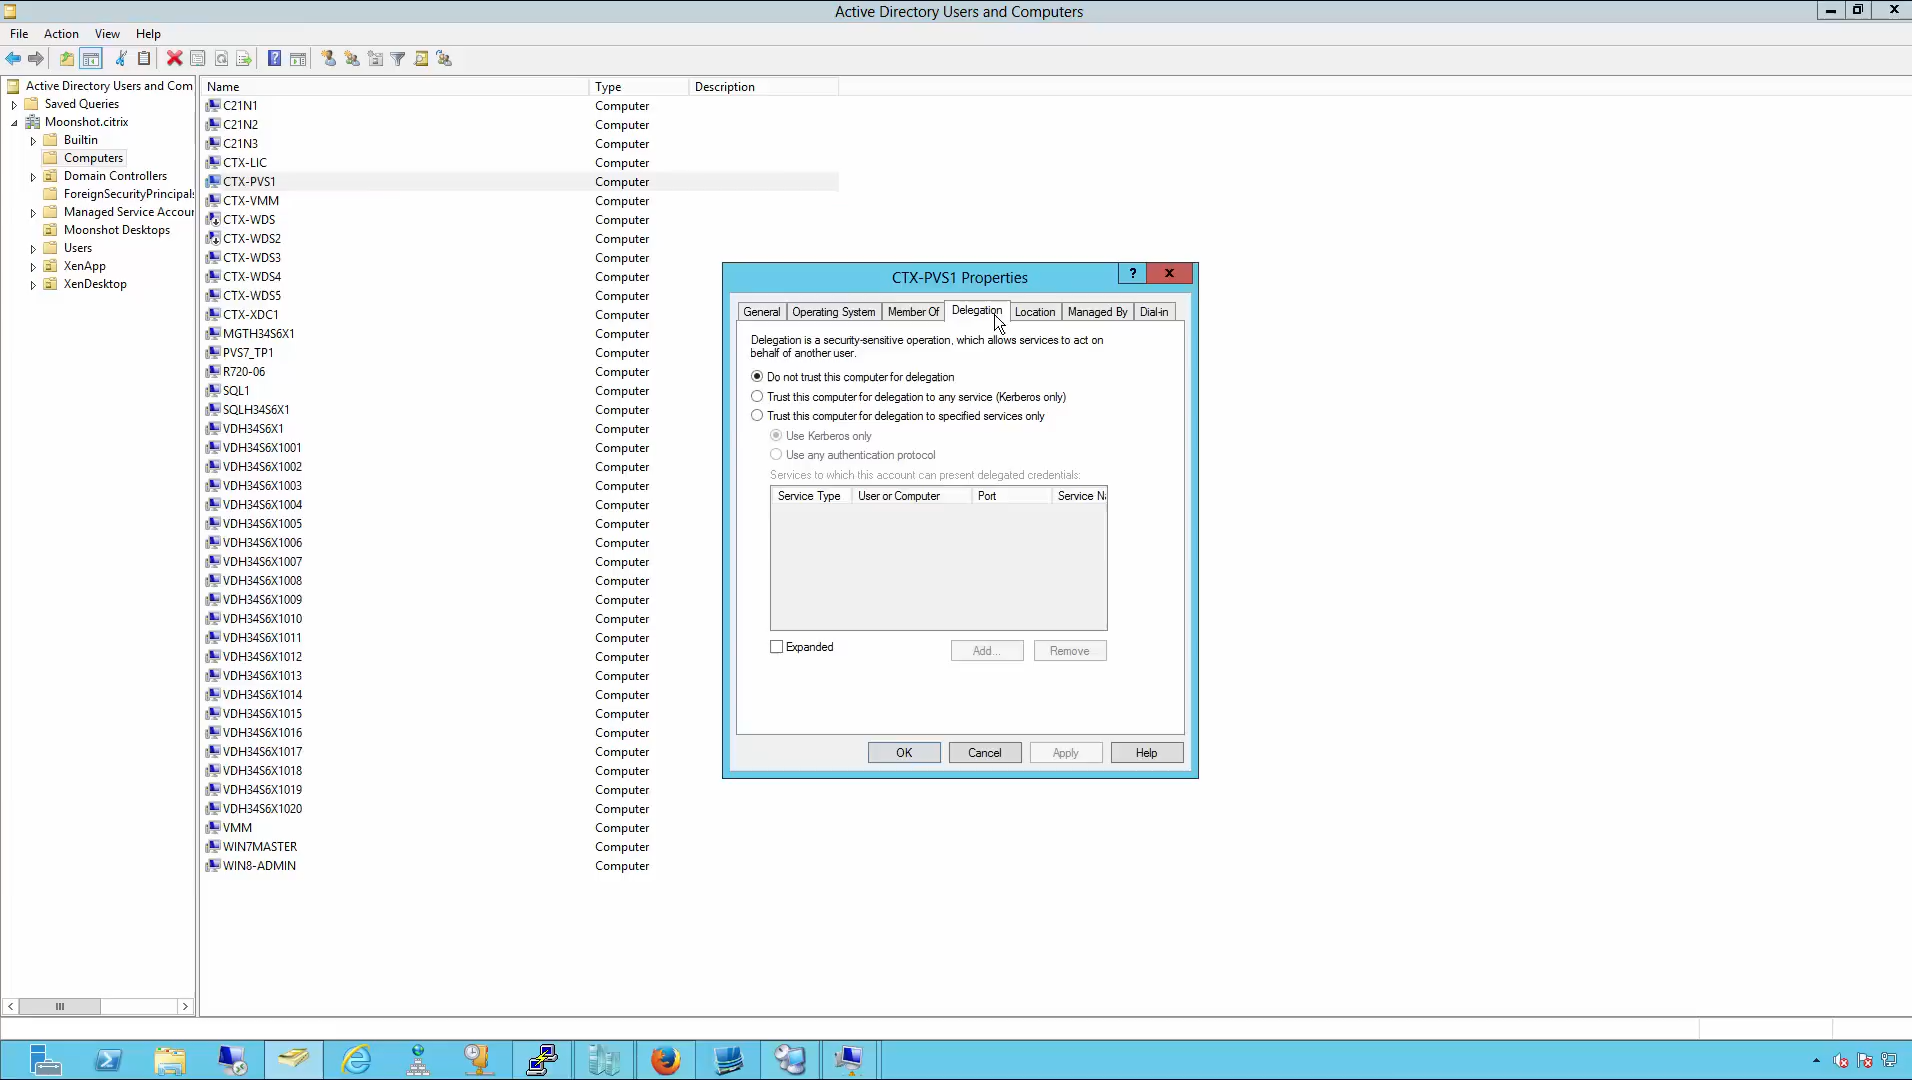 Active Directory Users and Computers
File Action View Help
Active Directory Users and Com
Saved Queries
Moonshot.citrix
Builtin
Computers
Domain Controllers
ForeignSecurityPrincipals
Managed Service Accour
Moonshot Desktops
Users
XenApp
XenDesktop
Name Type Description
C21N1 Computer
C21N2 Computer
C21N3 Computer
CTX-LIC Computer
CTX-PVS1 Computer
CTX-VMM Computer
CTX-WDS Computer
CTX-WDS2 Computer
CTX-WDS3 Computer
CTX-WDS4 Computer
CTX-WDS5 Computer
CTX-XDC1 Computer
MGTH34S6X1 Computer
PVS7_TP1 Computer
R720-06 Computer
SQL1 Computer
SQLH34S6X1 Computer
VDH34S6X1 Computer
VDH34S6X1001 Computer
VDH34S6X1002 Computer
VDH34S6X1003 Computer
VDH34S6X1004 Computer
VDH34S6X1005 Computer
VDH34S6X1006 Computer
VDH34S6X1007 Computer
VDH34S6X1008 Computer
VDH34S6X1009 Computer
VDH34S6X1010 Computer
VDH34S6X1011 Computer
VDH34S6X1012 Computer
VDH34S6X1013 Computer
VDH34S6X1014 Computer
VDH34S6X1015 Computer
VDH34S6X1016 Computer
VDH34S6X1017 Computer
VDH34S6X1018 Computer
VDH34S6X1019 Computer
VDH34S6X1020 Computer
VMM Computer
WIN7MASTER Computer
WIN8-ADMIN Computer
CTX-PVS1 Properties
General Operating System Member Of Delegation Location Managed By Dial-in
Delegation is a security-sensitive operation, which allows services to act on
behalf of another user.
Do not trust this computer for delegation
Trust this computer for delegation to any service (Kerberos only)
Trust this computer for delegation to specified services only
Use Kerberos only
Use any authentication protocol
Services to which this account can present delegated credentials:
Service Type User or Computer Port Service Na
Expanded Add... Remove
OK Cancel Apply Help